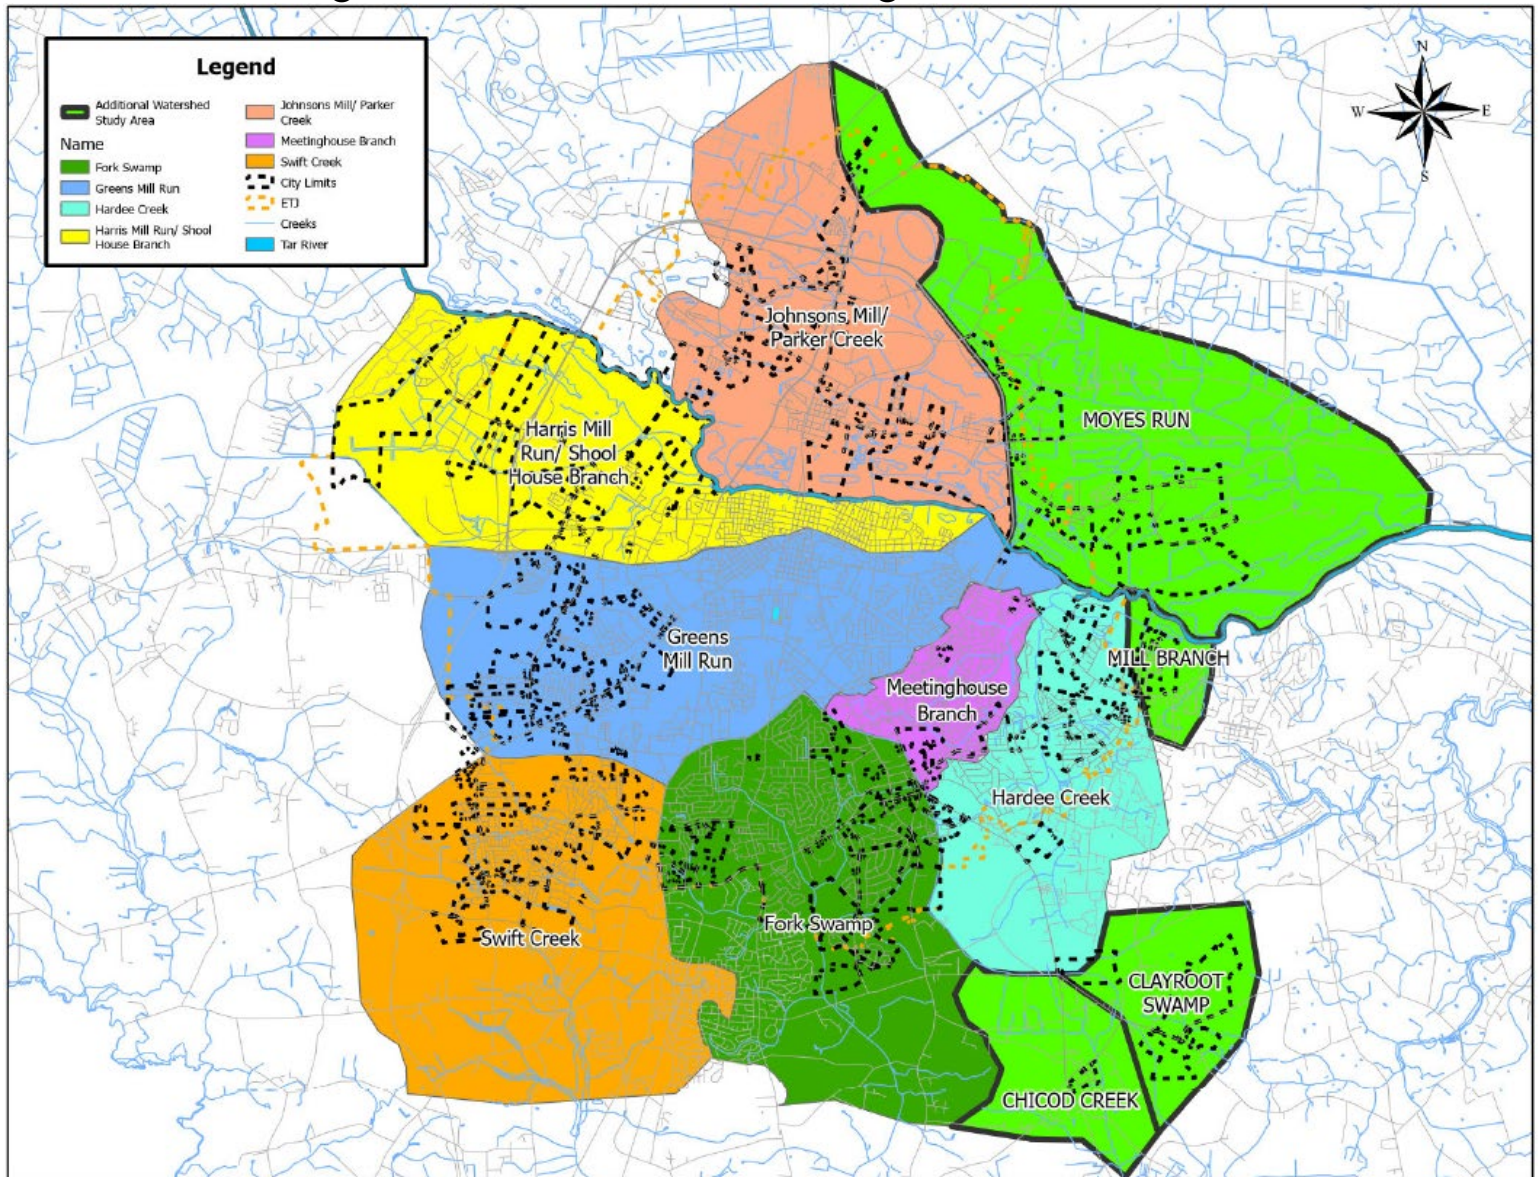 Legend
Additional Watershed
Study Area
Name
Fork Swamp
Greens Mill Run
Hardee Creek
Harris Mill Run/ Shool
House Branch
Johnsons Mill/ Parker
Creek
Meetinghouse Branch
Swift Creek
City Limits
ETJ
Creeks
Tar River
N
W
E
S
Johnsons Mill/
Parker Creek
MOYES RUN
Harris Mill
Run/ Shool
House Branch
Greens
Mill Run
MILL BRANCH
Meetinghouse
Branch
Hardee Creek
Fork Swamp
Swift Creek
CLAYROOT
SWAMP
CHICOD CREEK